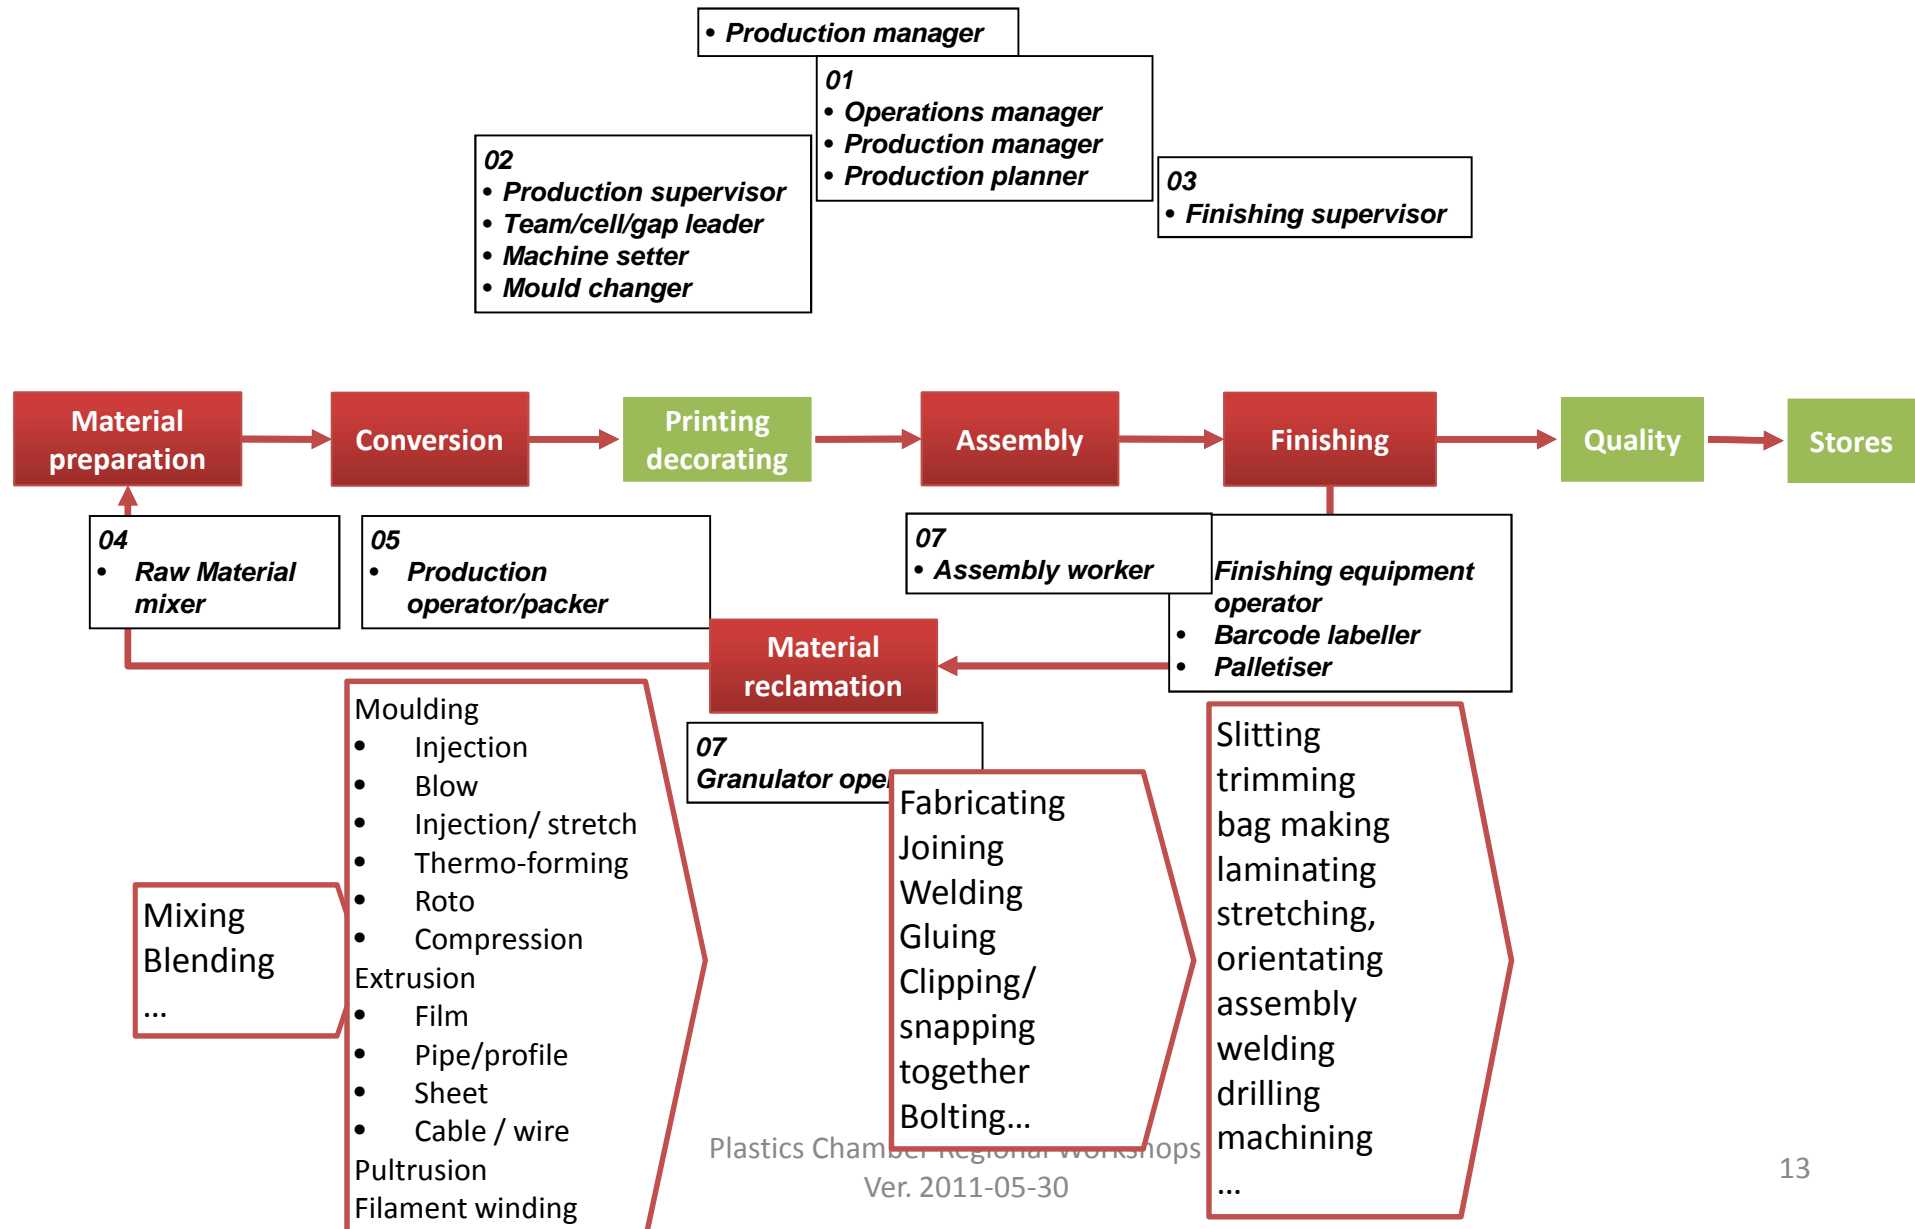 • Production manager
01
• Operations manager
• Production manager
• Production planner
02
• Production supervisor
• Team/cell/gap leader
• Machine setter
• Mould changer
03
• Finishing supervisor
Material
preparation
Conversion
Printing
decorating
Assembly
Finishing
Quality
Stores
04
• Raw Material
mixer
05
• Production
operator/packer
07
• Assembly worker
Finishing equipment
operator
• Barcode labeller
• Palletiser
Material
reclamation
07
Granulator
Mixing
Blending
...
Moulding
• Injection
• Blow
• Injection/ stretch
• Thermo-forming
• Roto
• Compression
Extrusion
• Film
• Pipe/profile
• Sheet
• Cable / wire
Pultrusion
Filament winding
Fabricating
Joining
Welding
Gluing
Clipping/
snapping
together
Bolting...
Slitting
trimming
bag making
laminating
stretching,
orientating
assembly
welding
drilling
machining
...
Plastics Chamber Regional Workshops
Ver. 2011-05-30
13